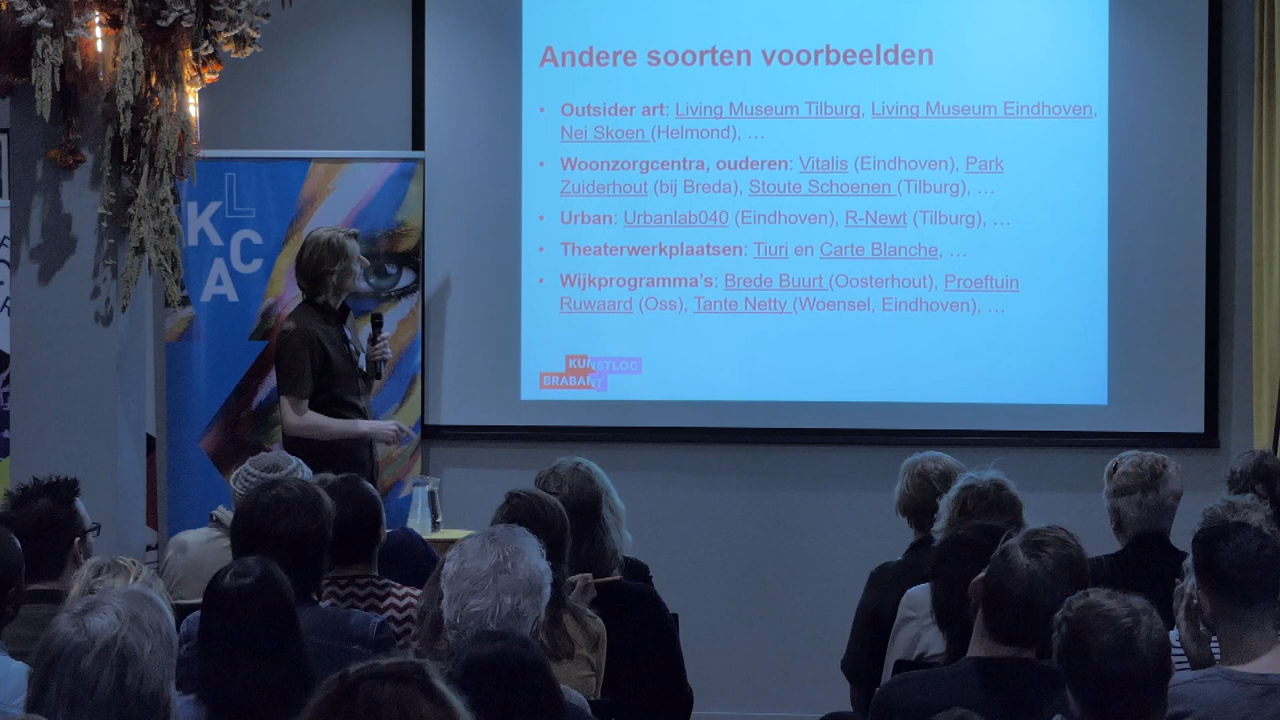 Andere soorten voorbeelden
• Outsider art: Living Museum Tilburg, Living Museum Eindhoven,
Nei Skoen (Helmond), …
• Woonzorgcentra, ouderen: Vitalis (Eindhoven), Park
Zuiderhout (bij Breda), Stoute Schoenen (Tilburg), …
• Urban: Urbanlab040 (Eindhoven), R-Newt (Tilburg), …
• Theaterwerkplaatsen: Tiuri en Carte Blanche, …
• Wijkprogramma's: Brede Buurt (Oosterhout), Proeftuin
Ruwaard (Oss), Tante Netty (Woensel, Eindhoven), …
KUNSTLOC
BRABANT
L
K
C
A